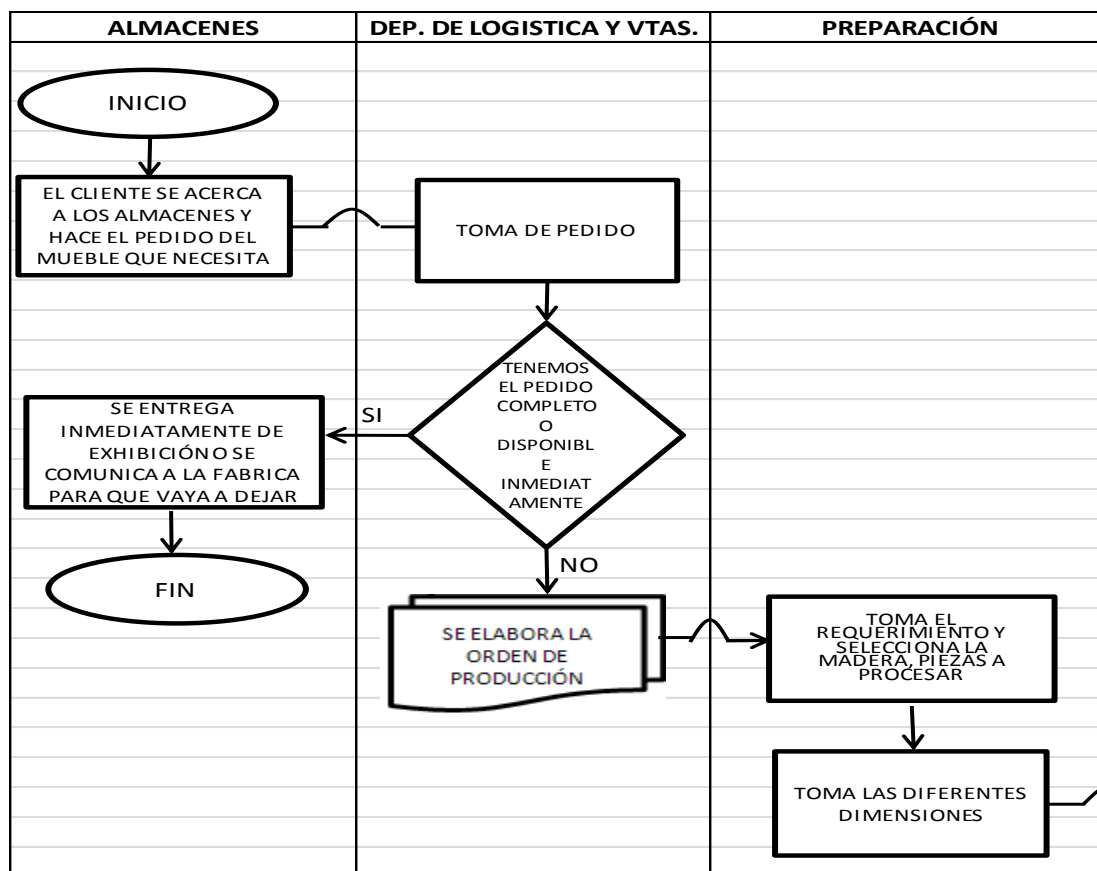 ALMACENES
DEP. DE LOGISTICA Y VTAS.
PREPARACIÓN
INICIO
EL CLIENTE SE ACERCA
A LOS ALMACENES Y
HACE EL PEDIDO DEL
MUEBLE QUE NECESITA
TOMA DE PEDIDO
TENEMOS
EL PEDIDO
COMPLETO
O
DISPONIBL
E
INMEDIAT
AMENTE
SI
SE ENTREGA
INMEDIATAMENTE DE
EXHIBICIÓN O SE
COMUNICA A LA FABRICA
PARA QUE VAYA A DEJAR
FIN
NO
SE ELABORA LA
ORDEN DE
PRODUCCIÓN
TOMA EL
REQUERIMIENTO Y
SELECCIONA LA
MADERA, PIEZAS A
PROCESAR
TOMA LAS DIFERENTES
DIMENSIONES